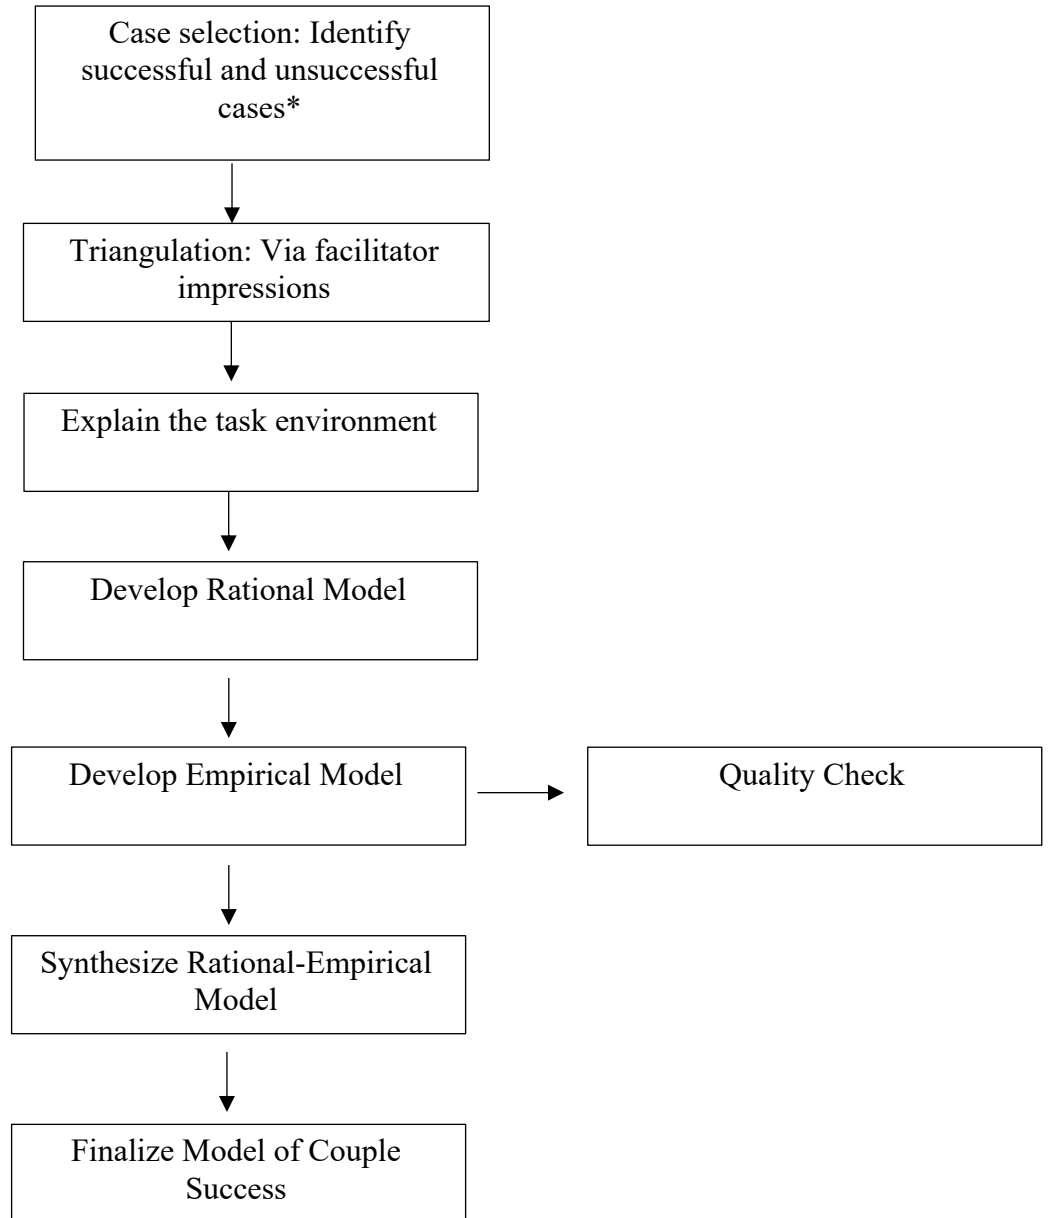 Case selection: Identify
successful and unsuccessful
cases*
Triangulation: Via facilitator
impressions
Explain the task environment
Develop Rational Model
Develop Empirical Model
Quality Check
Synthesize Rational-Empirical
Model
Finalize Model of Couple
Success